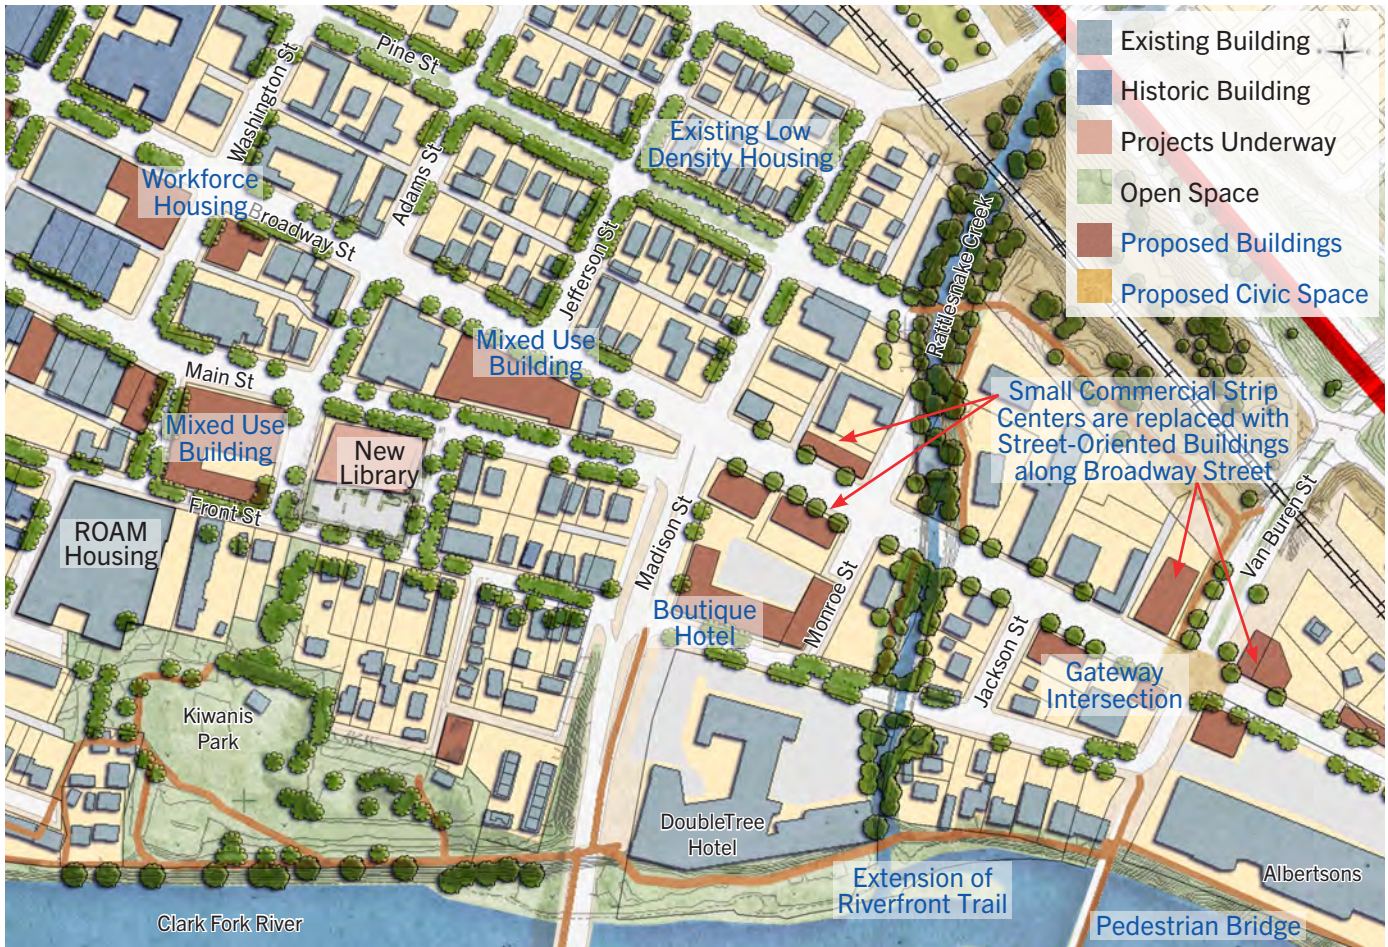 N
Existing Building
Historic Building
Projects Underway
Open Space
Proposed Buildings
Proposed Civic Space
Pine St
Washington St
Adams St
Existing Low
Density Housing
Workforce
Housing
Broadway St
Jefferson St
Rattlesnake Creek
Mixed Use
Building
Main St
Mixed Use
Building
New
Library
Small Commercial Strip
Centers are replaced with
Street-Oriented Buildings
along Broadway Street
Front St
ROAM
Housing
Madison St
Van Buren St
Boutique
Hotel
Monroe St
Jackson St
Gateway
Intersection
Kiwanis
Park
DoubleTree
Hotel
Albertsons
Extension of
Riverfront Trail
Clark Fork River
Pedestrian Bridge